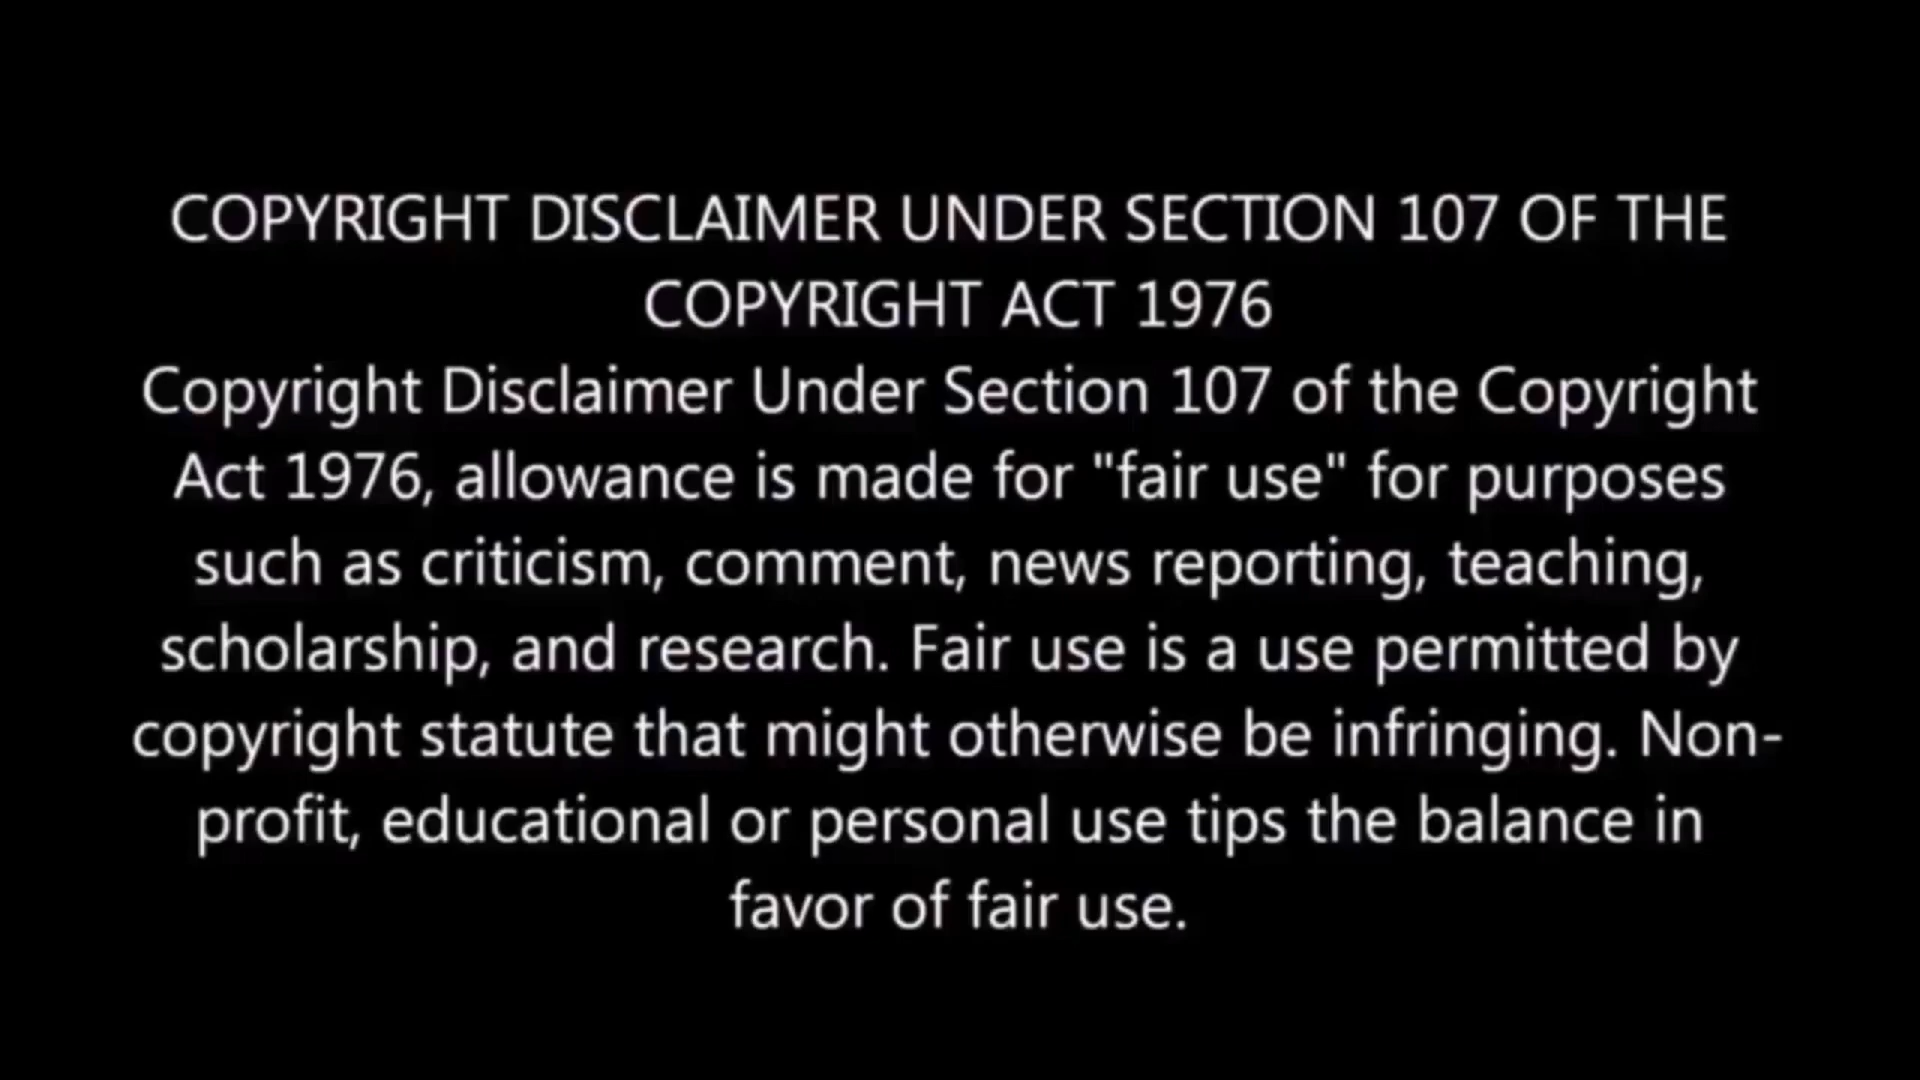 COPYRIGHT DISCLAIMER UNDER SECTION 107 OF THE
COPYRIGHT ACT 1976
Copyright Disclaimer Under Section 107 of the Copyright
Act 1976, allowance is made for "fair use" for purposes
such as criticism, comment, news reporting, teaching,
scholarship, and research. Fair use is a use permitted by
copyright statute that might otherwise be infringing. Non-
profit, educational or personal use tips the balance in
favor of fair use.